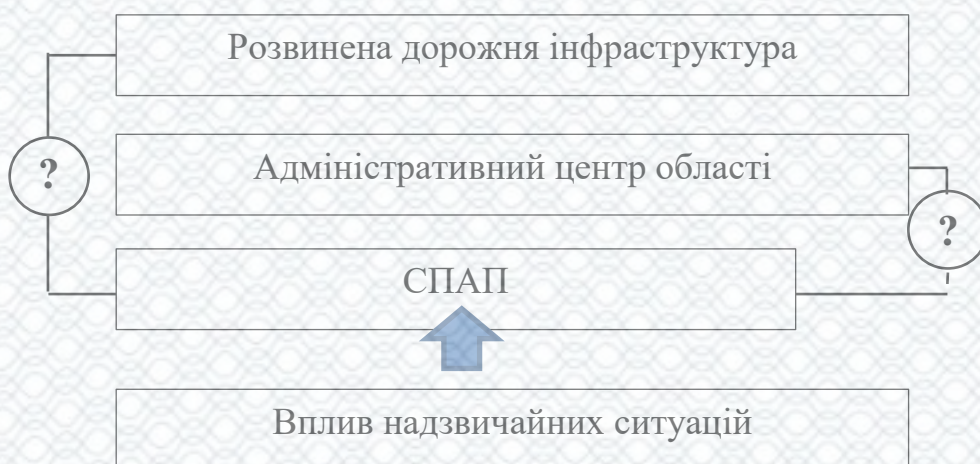 Розвинена дорожня інфраструктура
?
Адміністративний центр області
?
СПАП
Вплив надзвичайних ситуацій